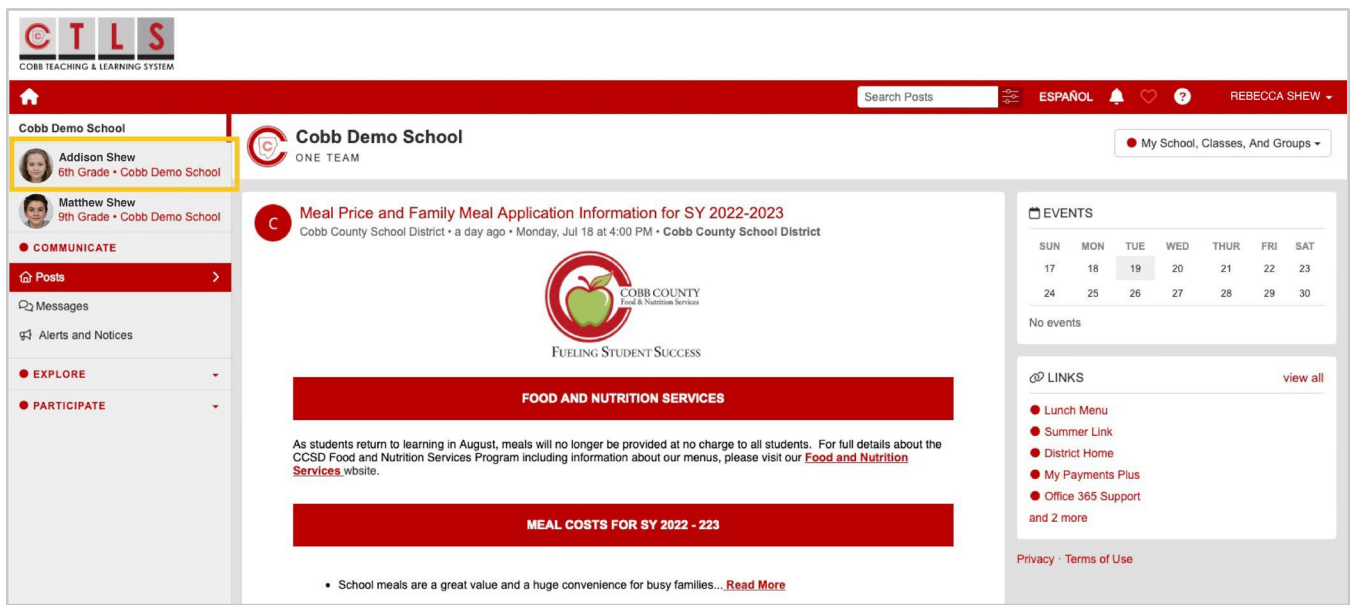 C T L S
COBB TEACHING & LEARNING SYSTEM
Search Posts
ESPAÑOL
?
REBECCA SHEW
Cobb Demo School
Addison Shew
6th Grade • Cobb Demo School
Matthew Shew
9th Grade • Cobb Demo School
COMMUNICATE
Posts
Messages
Alerts and Notices
EXPLORE
PARTICIPATE
C
Cobb Demo School
ONE TEAM
My School, Classes, And Groups
C
Meal Price and Family Meal Application Information for SY 2022-2023
Cobb County School District • a day ago • Monday, Jul 18 at 4:00 PM • Cobb County School District
COBB COUNTY
Food & Nutrition Services
FUELING STUDENT SUCCESS
FOOD AND NUTRITION SERVICES
As students return to learning in August, meals will no longer be provided at no charge to all students. For full details about the
CCSD Food and Nutrition Services Program including information about our menus, please visit our Food and Nutrition
Services wbsite.
MEAL COSTS FOR SY 2022 - 223
• School meals are a great value and a huge convenience for busy families... Read More
EVENTS
SUN MON TUE WED THUR FRI SAT
17 18 19 20 21 22 23
24 25 26 27 28 29 30
No events
LINKS
view all
Lunch Menu
Summer Link
District Home
My Payments Plus
Office 365 Support
and 2 more
Privacy · Terms of Use